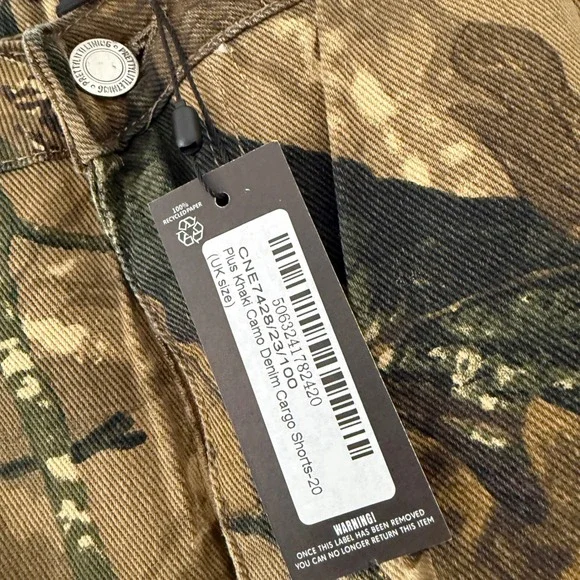 PRETTYLITTLETHING PRETTYLITTLETHING
100%
RECYCLED PAPER
5063241782420
CNE7428/23/100
Plus Khaki Camo Denim Cargo Shorts-20
(UK size)
WARNING!
ONCE THIS LABEL HAS BEEN REMOVED
YOU CAN NO LONGER RETURN THIS ITEM